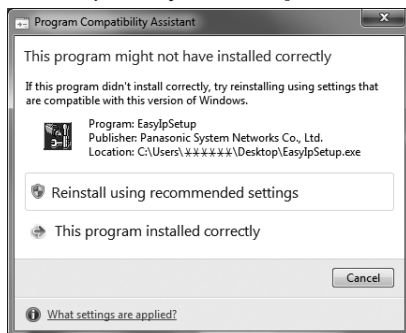 Program Compatibility Assistant
This program might not have installed correctly
If this program didn't install correctly, try reinstalling using settings that
are compatible with this version of Windows.
Program: EasyIpSetup
Publisher: Panasonic System Networks Co., Ltd.
Location: C:\Users\¥¥¥¥¥¥\Desktop\EasyIpSetup.exe
Reinstall using recommended settings
This program installed correctly
Cancel
What settings are applied?